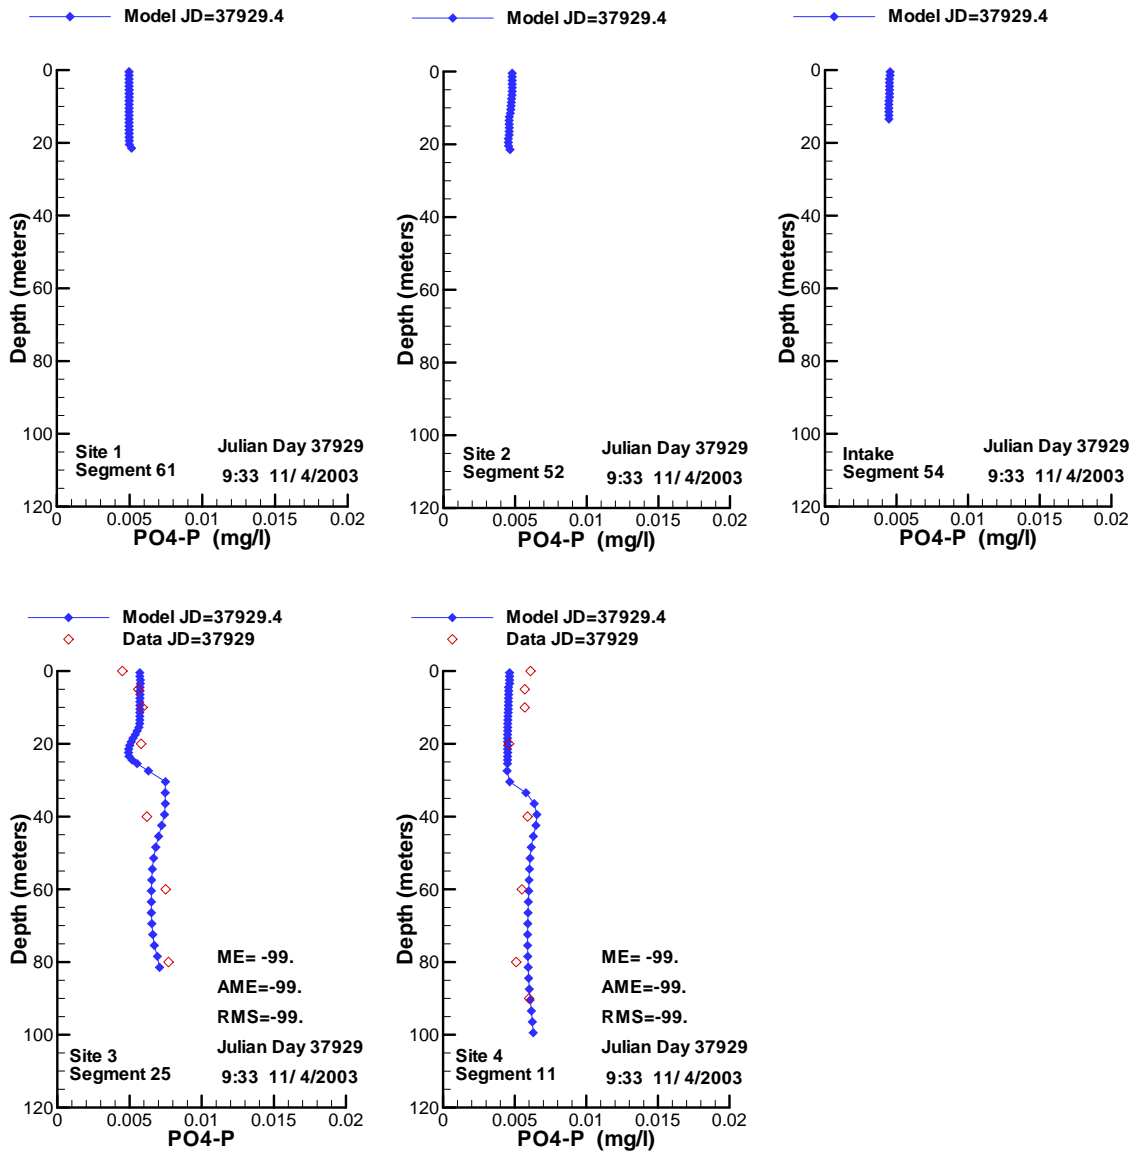 Model JD=37929.4
0
20
40
60
80
100
120
Depth (meters)
Site 1
Segment 61
Julian Day 37929
9:33 11/ 4/2003
0 0.005 0.01 0.015 0.02
PO4-P (mg/l)
Model JD=37929.4
0
20
40
60
80
100
120
Depth (meters)
Site 2
Segment 52
Julian Day 37929
9:33 11/ 4/2003
0 0.005 0.01 0.015 0.02
PO4-P (mg/l)
Model JD=37929.4
0
20
40
60
80
100
120
Depth (meters)
Intake
Segment 54
Julian Day 37929
9:33 11/ 4/2003
0 0.005 0.01 0.015 0.02
PO4-P (mg/l)
Model JD=37929.4
Data JD=37929
0
20
40
60
80
100
120
Depth (meters)
ME= -99.
AME=-99.
RMS=-99.
Site 3
Segment 25
Julian Day 37929
9:33 11/ 4/2003
0 0.005 0.01 0.015 0.02
PO4-P
Model JD=37929.4
Data JD=37929
0
20
40
60
80
100
120
Depth (meters)
ME= -99.
AME=-99.
RMS=-99.
Site 4
Segment 11
Julian Day 37929
9:33 11/ 4/2003
0 0.005 0.01 0.015 0.02
PO4-P (mg/l)